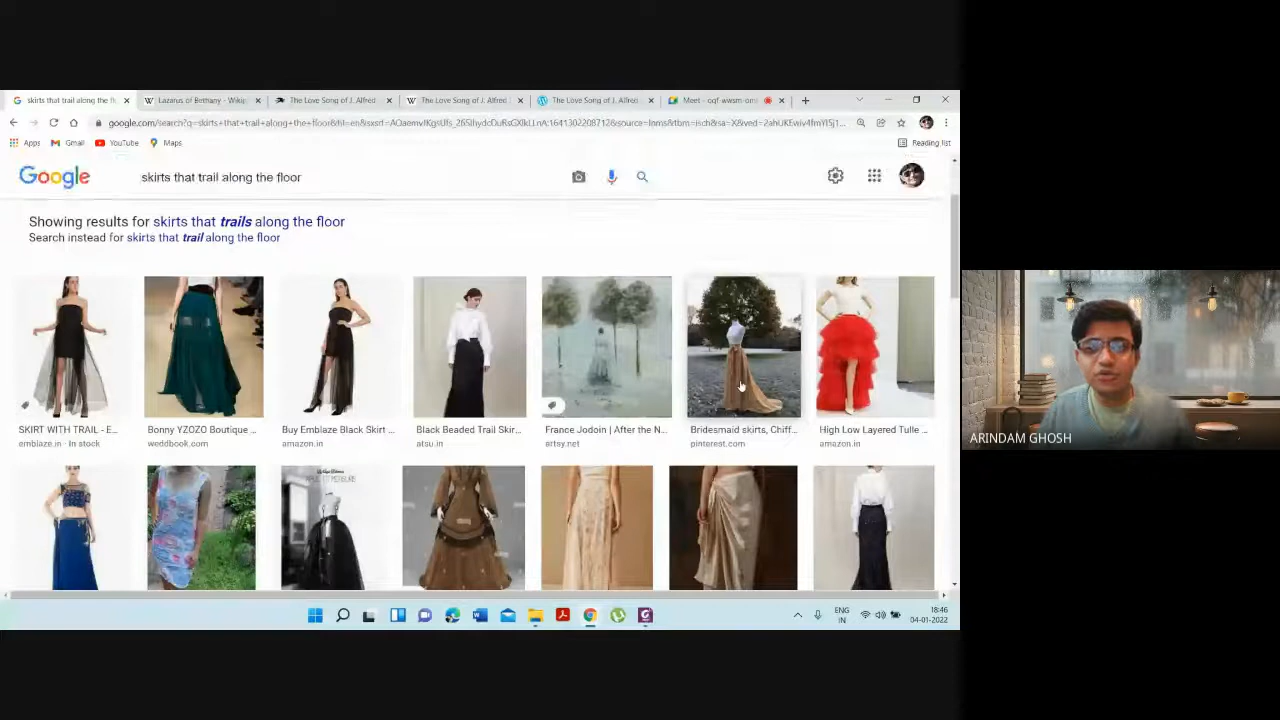 skirts that trail along the fl
Lazarus of Bethany - Wikip
The Love Song of J. Alfred
The Love Song of J. Alfred
The Love Song of J. Alfred
Meet - oqf-wwsm-
Apps
Gmail
YouTube
Maps
Reading list
Google
skirts that trail along the floor
Showing results for skirts that trails along the floor
Search instead for skirts that trail along the floor
SKIRT WITH TRAIL - E...
emblaze.in - In stock
Bonny YZOZO Boutique ...
weddbook.com
Buy Emblaze Black Skirt ...
amazon.in
Black Beaded Trail Skir...
atsu.in
France Jodoin | After the N...
artsy.net
Bridesmaid skirts, Chiff...
pinterest.com
High Low Layered Tulle ...
amazon.in
ARINDAM GHOSH
ENG
IN
18:46
04-01-2022